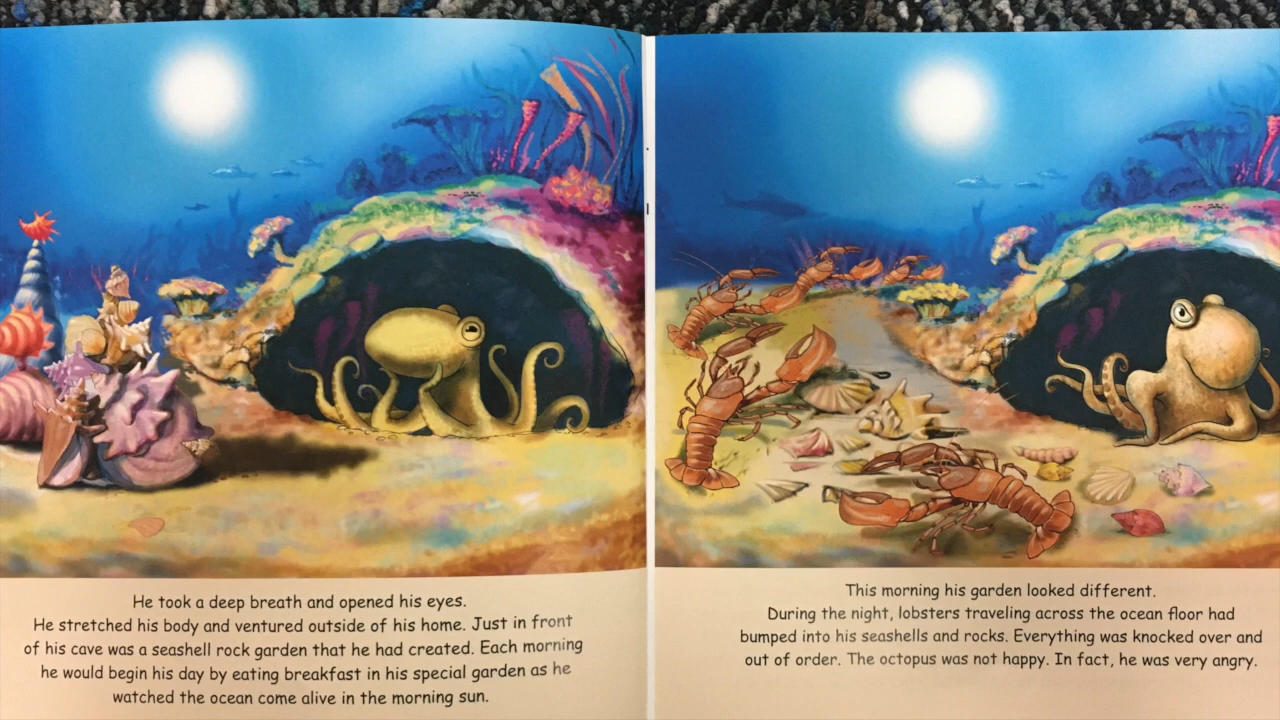 He took a deep breath and opened his eyes.
He stretched his body and ventured outside of his home. Just in front
of his cave was a seashell rock garden that he had created. Each morning
he would begin his day by eating breakfast in his special garden as he
watched the ocean come alive in the morning sun.
This morning his garden looked different.
During the night, lobsters traveling across the ocean floor had
bumped into his seashells and rocks. Everything was knocked over and
out of order. The octopus was not happy. In fact, he was very angry.